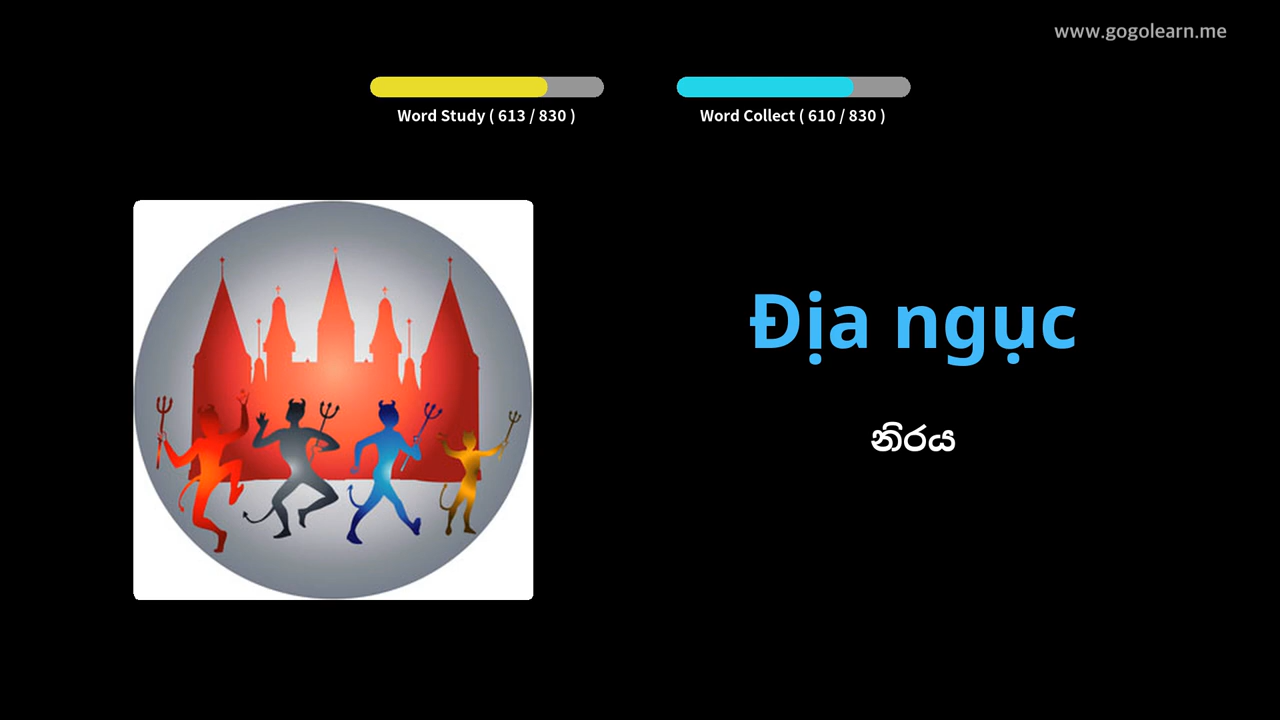 www.gogolearn.me
Word Study ( 613 / 830 )
Word Collect ( 610 / 830 )
Địa ngục
නිරය